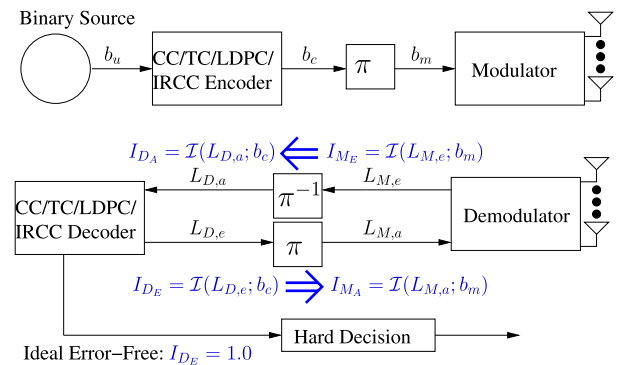 Binary Source
b_u
CC/TC/LDPC/
IRCC Encoder
b_c
π
b_m
Modulator
I_{D_A} = I(L_{D,a}; b_c)
I_{M_E} = I(L_{M,e}; b_m)
CC/TC/LDPC/
IRCC Decoder
L_{D,a}
π^{-1}
L_{M,e}
Demodulator
L_{D,e}
π
L_{M,a}
I_{D_E} = I(L_{D,e}; b_c)
I_{M_A} = I(L_{M,a}; b_m)
Hard Decision
Ideal Error-Free: I_{D_E} = 1.0